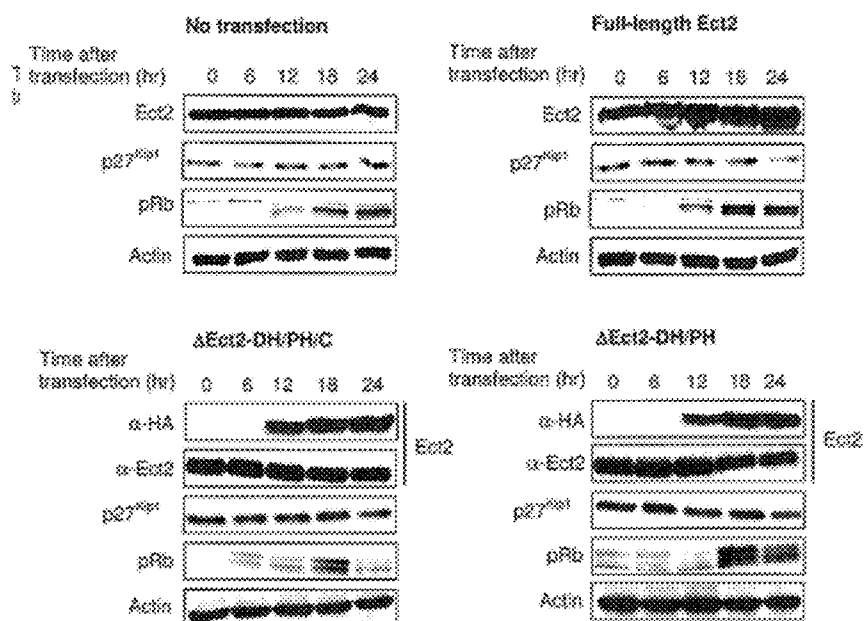 No transfection
Time after
transfection (hr)
0 6 12 18 24
Ect2
p27Kip1
pRb
Actin
Full-length Ect2
Time after
transfection (hr)
0 6 12 18 24
Ect2
p27Kip1
pRb
Actin
ΔEct2-DH/PH/C
Time after
transfection (hr)
0 6 12 18 24
α-HA
α-Ect2
Ect2
p27Kip1
pRb
Actin
ΔEct2-DH/PH
Time after
transfection (hr)
0 6 12 18 24
α-HA
α-Ect2
Ect2
p27Kip1
pRb
Actin